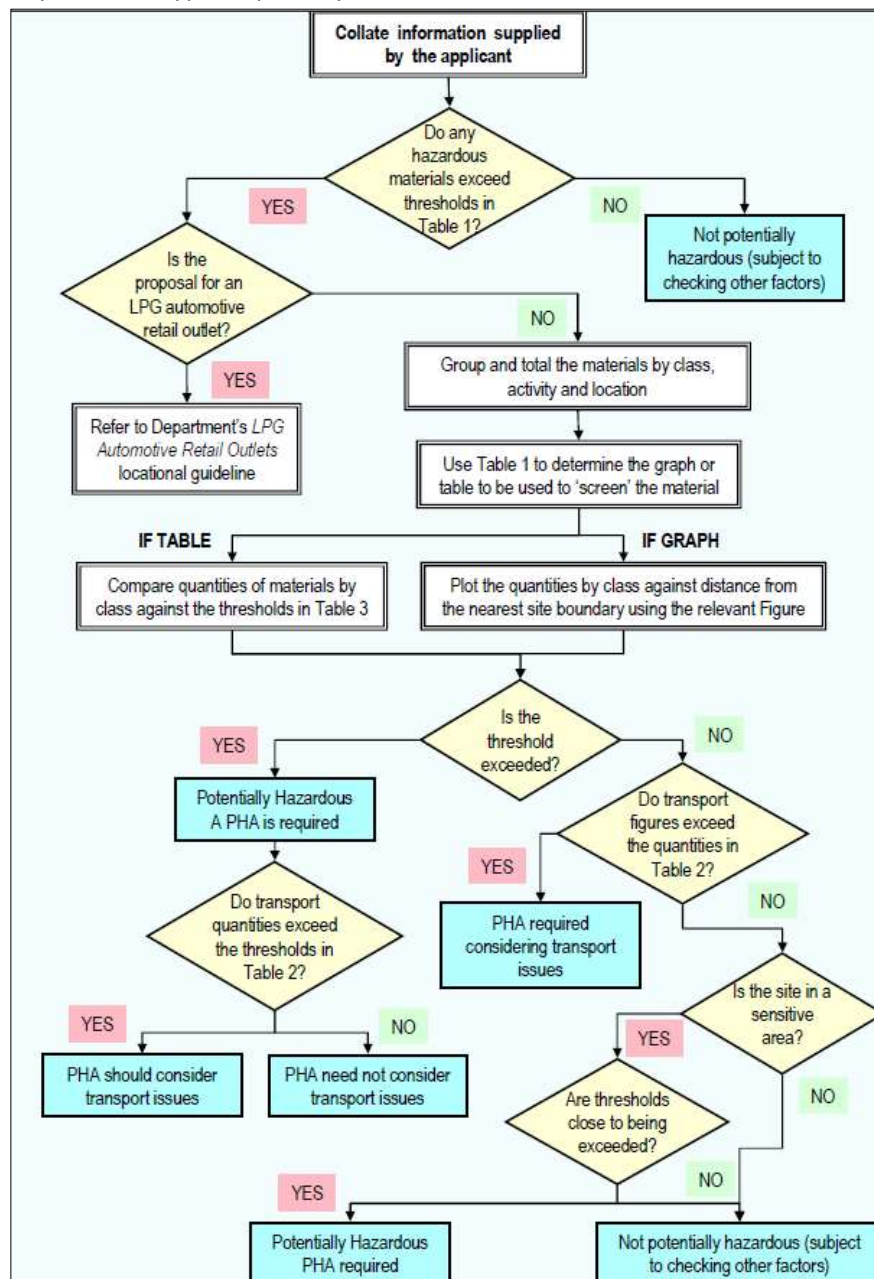 Collate information supplied
by the applicant
Do any
hazardous
materials exceed
thresholds in
Table 1?
YES
NO
Not potentially
hazardous (subject to
checking other factors)
Is the
proposal for an
LPG automotive
retail outlet?
NO
YES
Group and total the materials by class,
activity and location
Refer to Department's LPG
Automotive Retail Outlets
locational guideline
Use Table 1 to determine the graph or
table to be used to 'screen' the material
IF TABLE
IF GRAPH
Compare quantities of materials by
class against the thresholds in Table 3
Plot the quantities by class against distance from
the nearest site boundary using the relevant Figure
Is the
threshold
exceeded?
YES
NO
Potentially Hazardous
A PHA is required
Do transport
figures exceed
the quantities in
Table 2?
YES
NO
Do transport
quantities exceed
the thresholds in
Table 2?
PHA required
considering transport
issues
Is the site in a
sensitive
area?
YES
NO
YES
NO
PHA should consider
transport issues
PHA need not consider
transport issues
Are thresholds
close to being
exceeded?
YES
NO
Potentially Hazardous
PHA required
Not potentially hazardous (subject
to checking other factors)